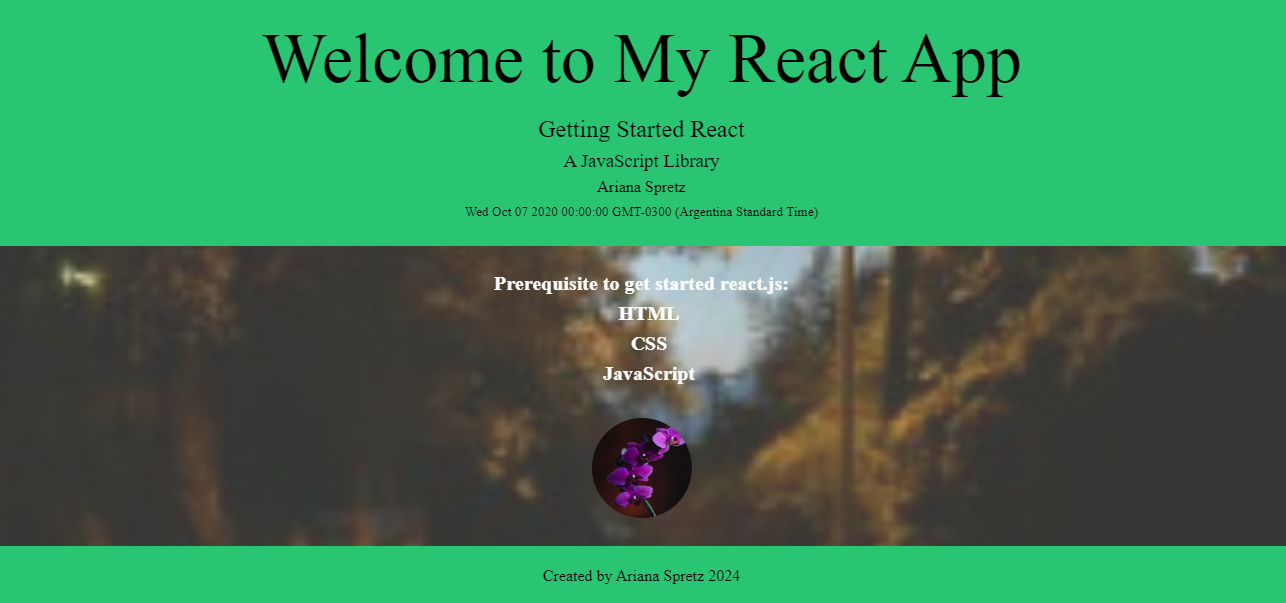 Welcome to My React App
Getting Started React
A JavaScript Library
Ariana Spretz
Wed Oct 07 2020 00:00:00 GMT-0300 (Argentina Standard Time)
Prerequisite to get started react.js:
HTML
CSS
JavaScript
Created by Ariana Spretz 2024